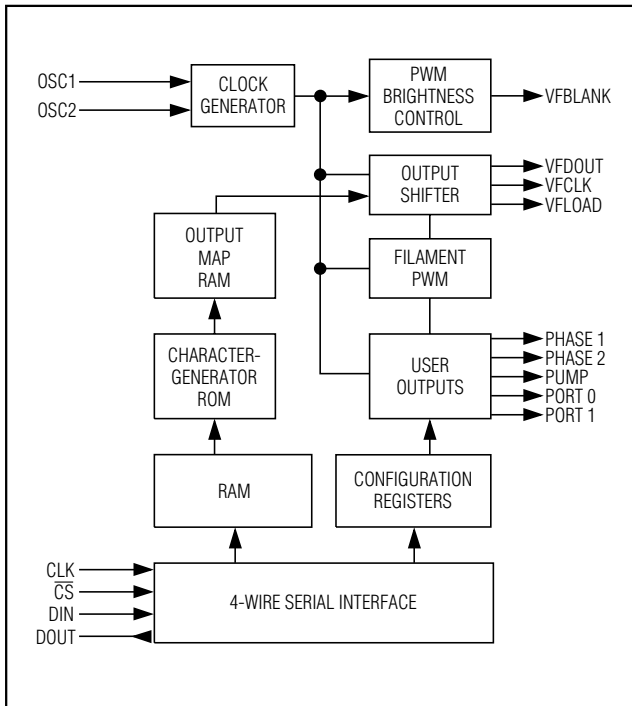 OSC1
OSC2
CLOCK
GENERATOR
PWM
BRIGHTNESS
CONTROL
VFBLANK
OUTPUT
SHIFTER
VFDOUT
VFCLK
VFLOAD
OUTPUT
MAP
RAM
FILAMENT
PWM
CHARACTER-
GENERATOR
ROM
USER
OUTPUTS
PHASE 1
PHASE 2
PUMP
PORT 0
PORT 1
RAM
CONFIGURATION
REGISTERS
CLK
CS
DIN
DOUT
4-WIRE SERIAL INTERFACE